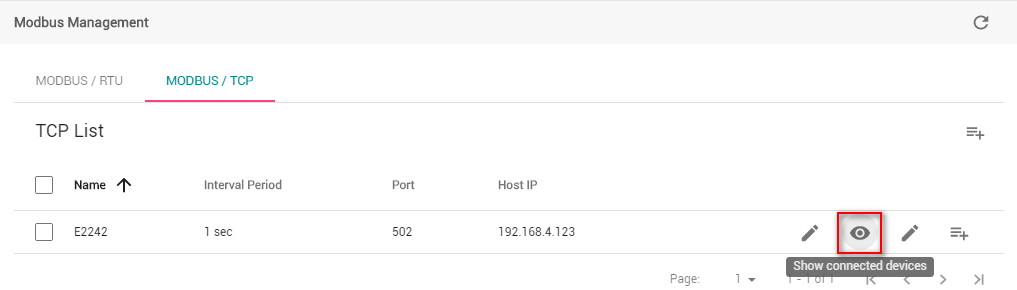 Modbus Management
MODBUS / RTU MODBUS / TCP
TCP List
Name Interval Period Port Host IP
E2242 1 sec 502 192.168.4.123
Show connected devices
Page: 1 1 - 1 of 1